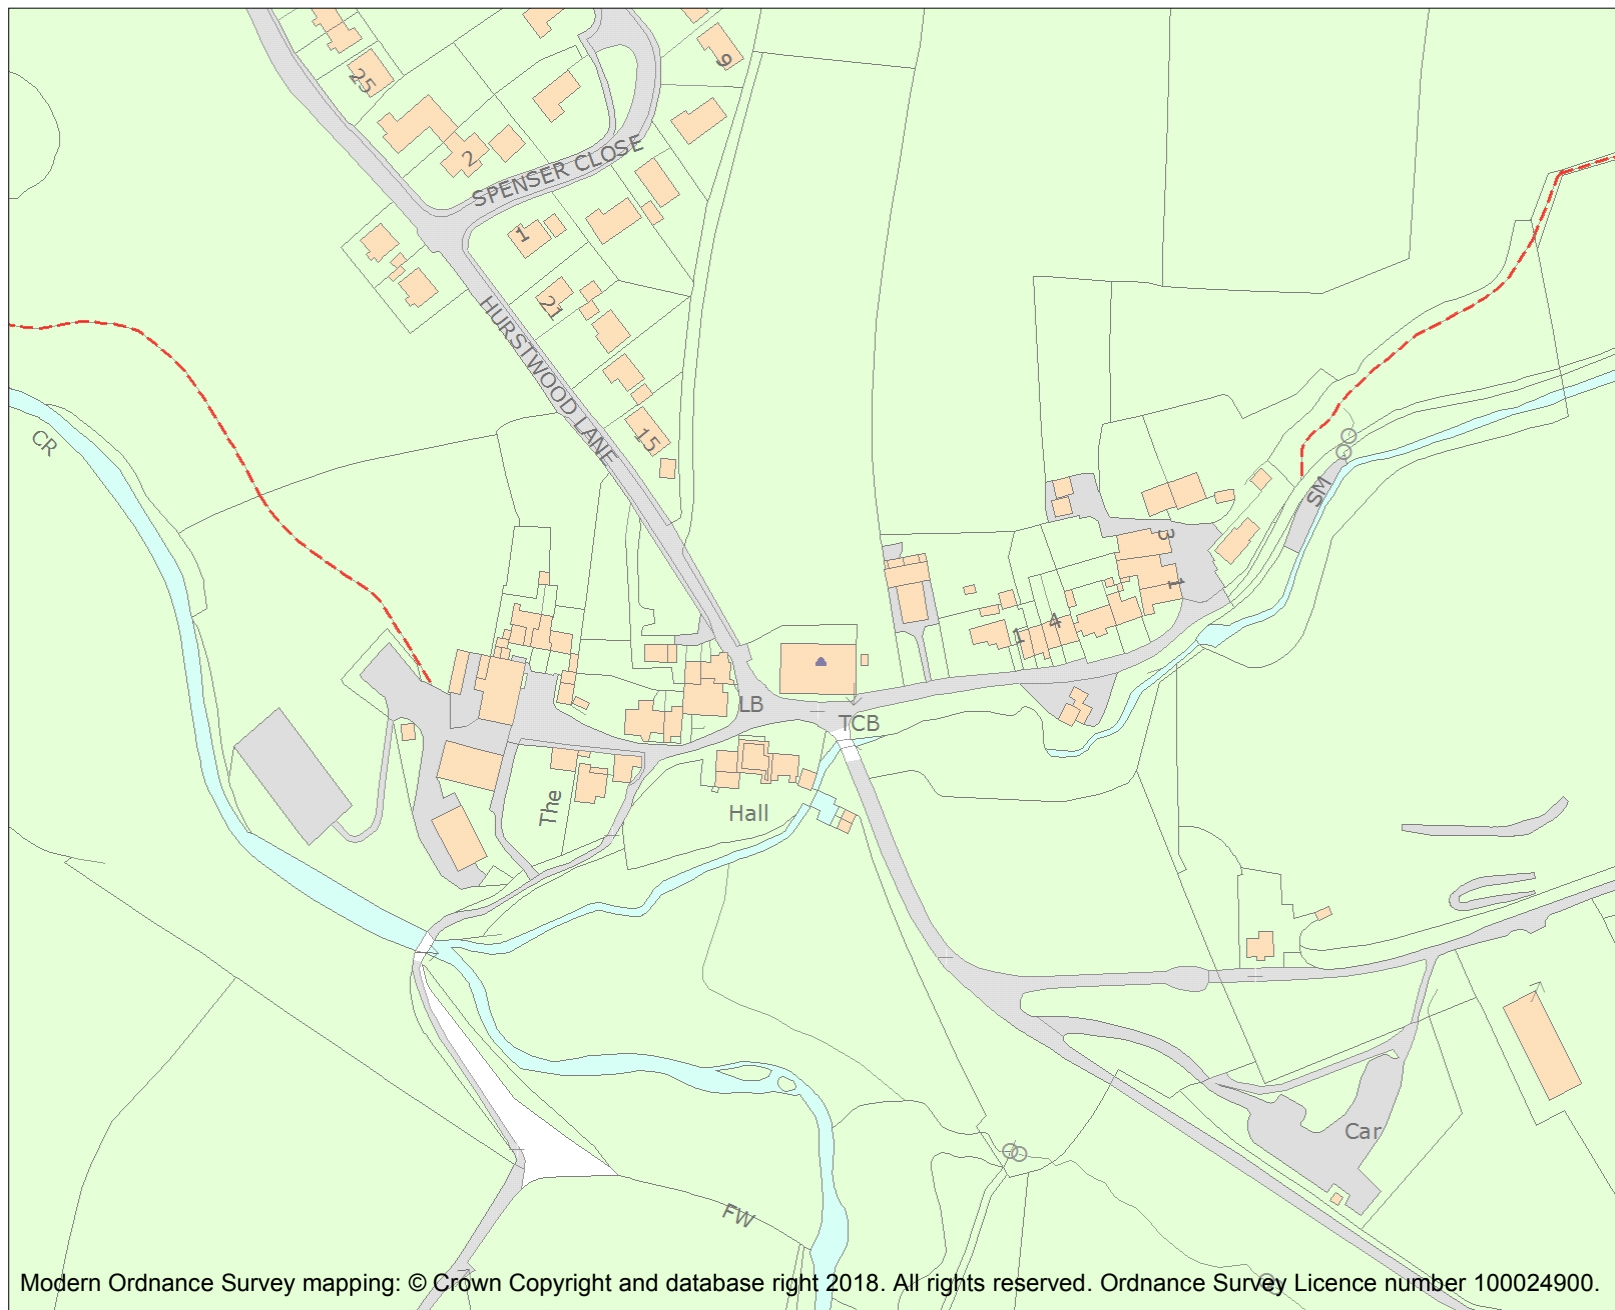 9
25
2
SPENSER CLOSE
1
21
HURSTWOOD LANE
15
CR
SM
3
1
4
1
LB
TCB
The
Hall
Car
FW
Modern Ordnance Survey mapping: © Crown Copyright and database right 2018. All rights reserved. Ordnance Survey Licence number 100024900.